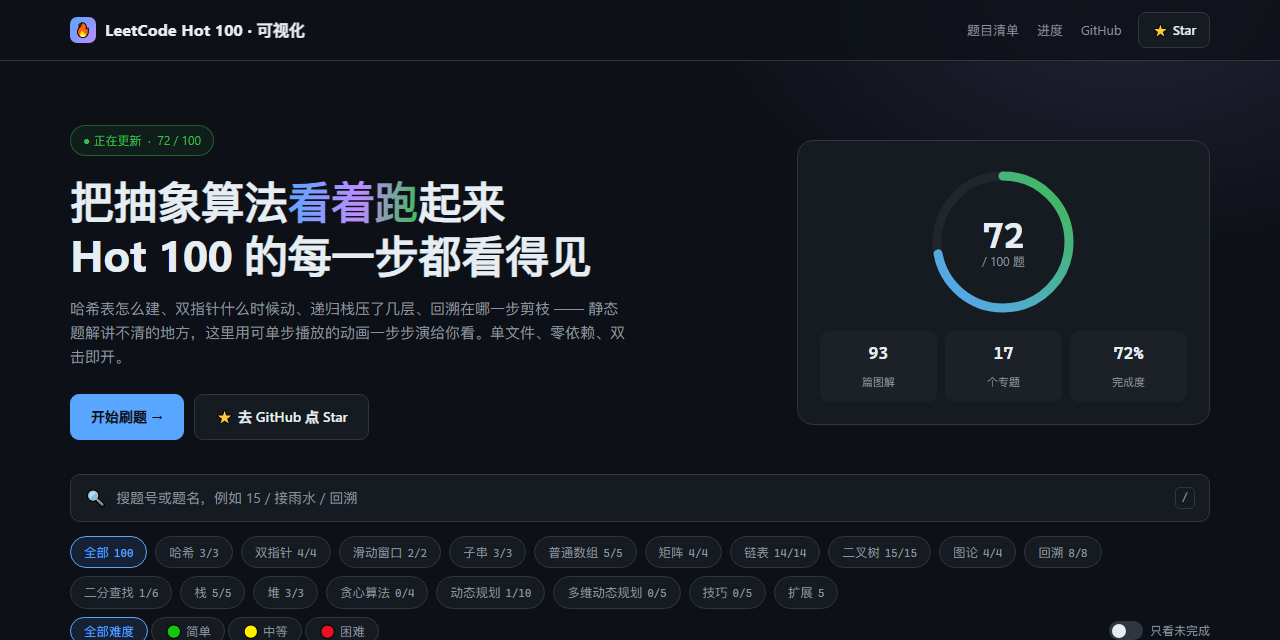 LeetCode Hot 100 · 可视化
题目清单 进度 GitHub ★ Star
● 正在更新 · 72 / 100
把抽象算法看着跑起来
Hot 100 的每一步都看得见
哈希表怎么建、双指针什么时候动、递归栈压了几层、回溯在哪一步剪枝 —— 静态
题解讲不清的地方，这里用可单步播放的动画一步步演给你看。单文件、零依赖、双
击即开。
开始刷题 →
★ 去 GitHub 点 Star
72
/ 100 题
93 17 72%
篇图解 个专题 完成度
搜题号或题名，例如 15 / 接雨水 / 回溯 /
全部 100 哈希 3/3 双指针 4/4 滑动窗口 2/2 子串 3/3 普通数组 5/5 矩阵 4/4 链表 14/14 二叉树 15/15 图论 4/4 回溯 8/8
二分查找 1/6 栈 5/5 堆 3/3 贪心算法 0/4 动态规划 1/10 多维动态规划 0/5 技巧 0/5 扩展 5
全部难度 简单 中等 困难 只看未完成